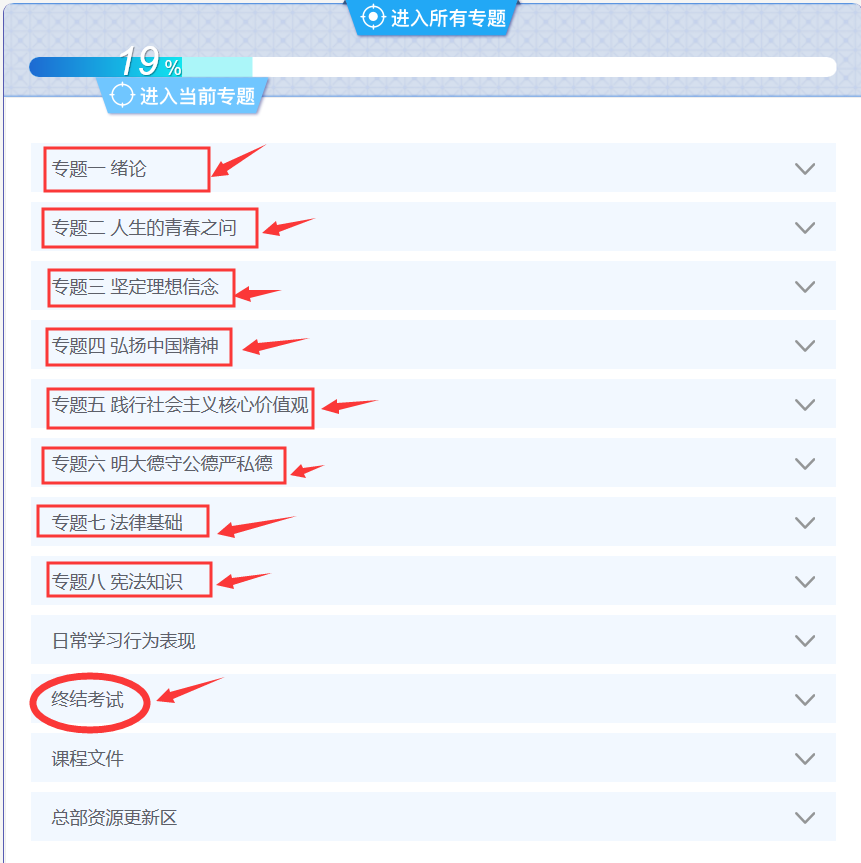 进入所有专题
19%
进入当前专题
专题一 绪论
专题二 人生的青春之问
专题三 坚定理想信念
专题四 弘扬中国精神
专题五 践行社会主义核心价值观
专题六 明大德守公德严私德
专题七 法律基础
专题八 宪法知识
日常学习行为表现
终结考试
课程文件
总部资源更新区